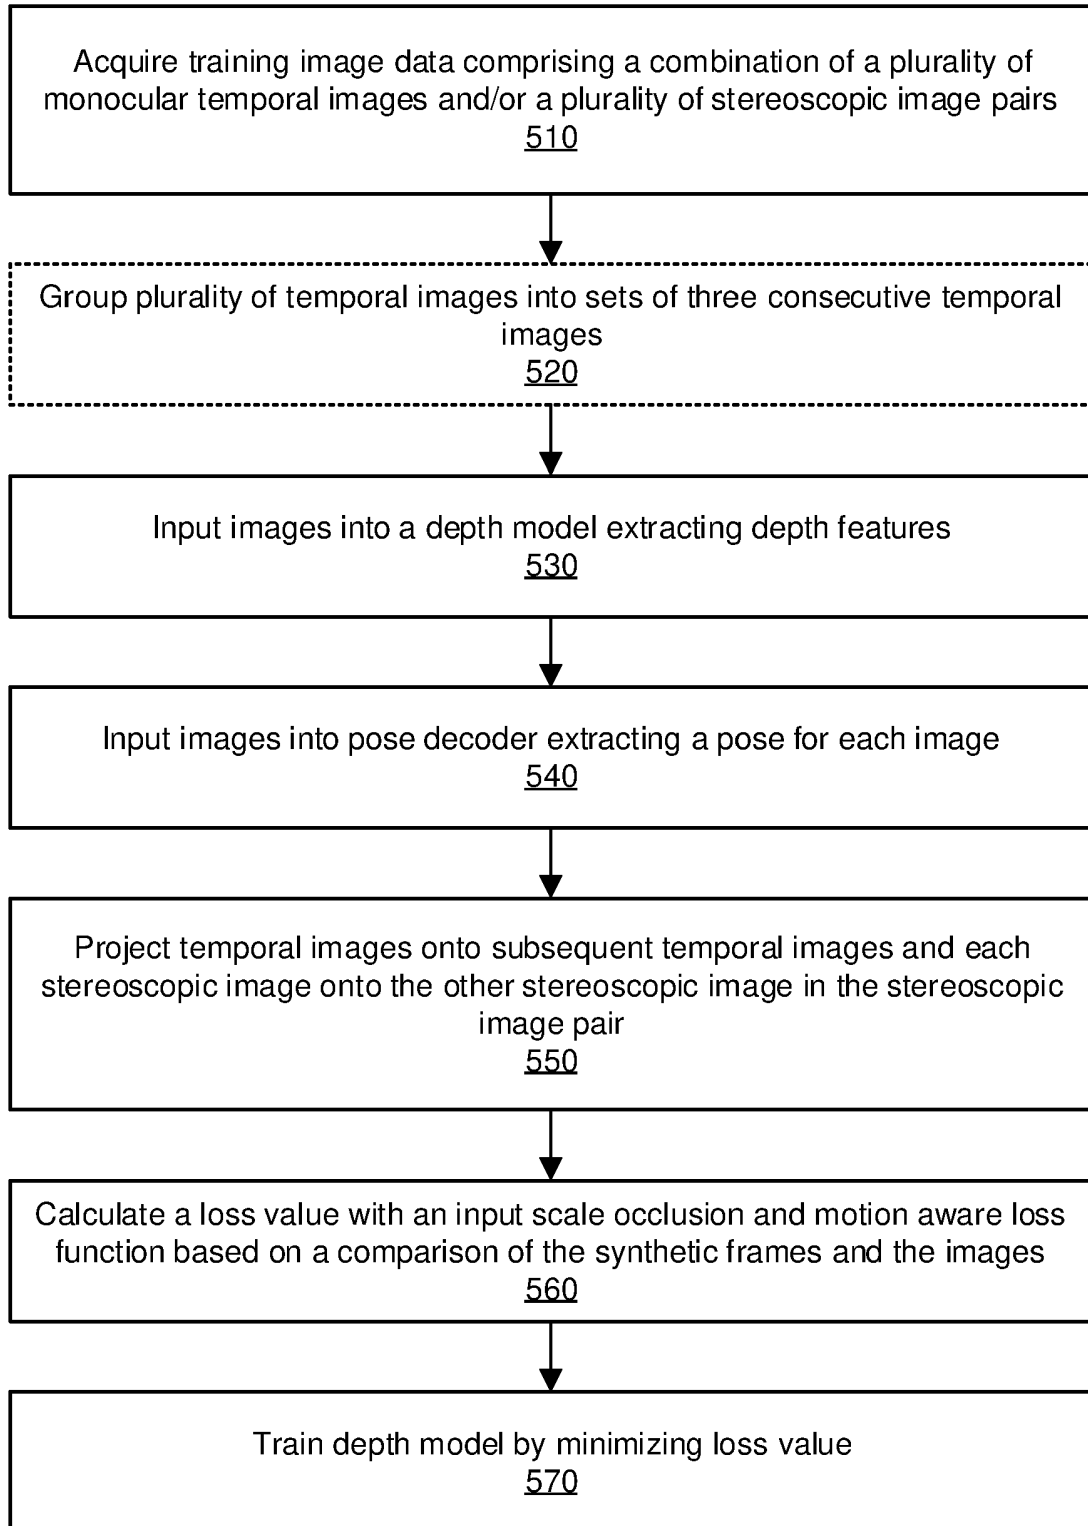 Acquire training image data comprising a combination of a plurality of
monocular temporal images and/or a plurality of stereoscopic image pairs
510
Group plurality of temporal images into sets of three consecutive temporal
images
520
Input images into a depth model extracting depth features
530
Input images into pose decoder extracting a pose for each image
540
Project temporal images onto subsequent temporal images and each
stereoscopic image onto the other stereoscopic image in the stereoscopic
image pair
550
Calculate a loss value with an input scale occlusion and motion aware loss
function based on a comparison of the synthetic frames and the images
560
Train depth model by minimizing loss value
570